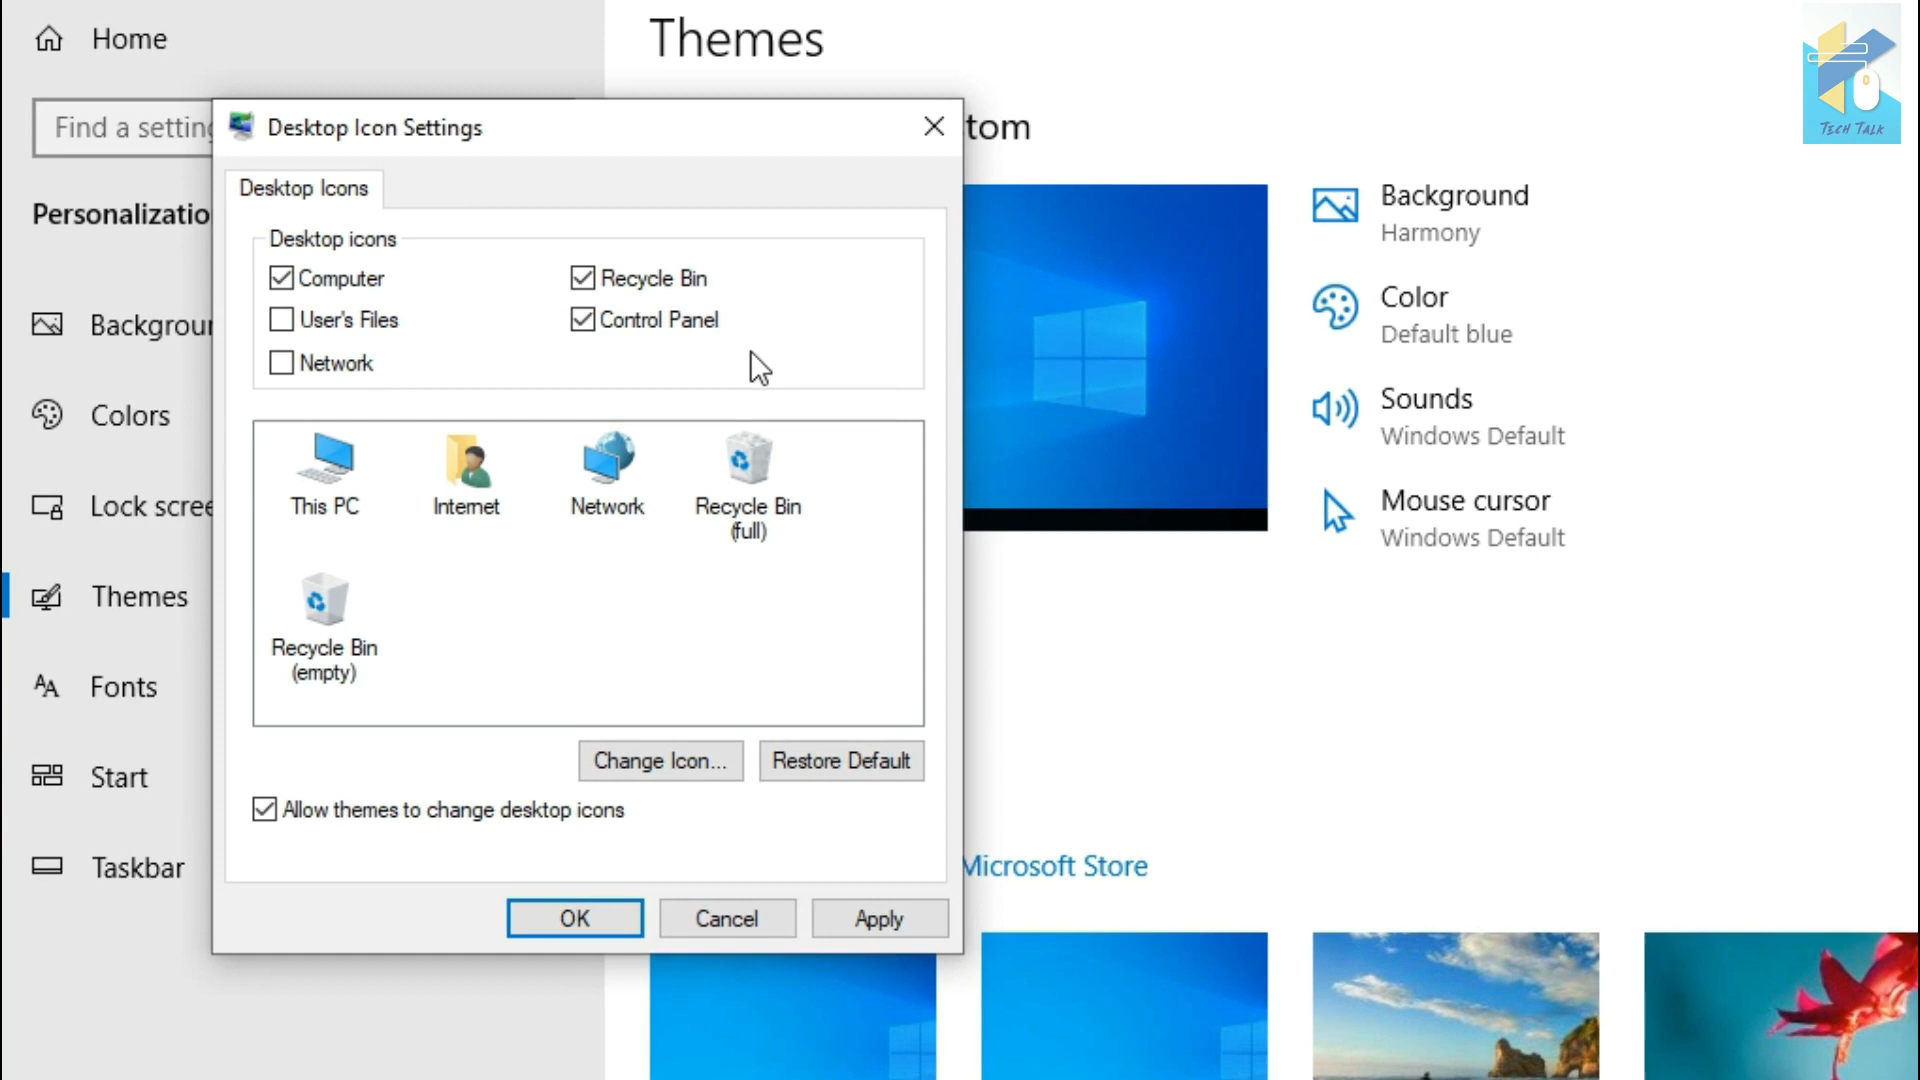 Home
Themes
Find a setting
TECH TALK
Desktop Icon Settings
tom
Desktop Icons
Personalizatio
Desktop icons
Computer
Recycle Bin
User's Files
Control Panel
Network
Background
Harmony
Color
Default blue
Sounds
Windows Default
Mouse cursor
Windows Default
Backgroun
Colors
Lock scree
Themes
Fonts
Start
Taskbar
This PC
Internet
Network
Recycle Bin
(full)
Recycle Bin
(empty)
Change Icon...
Restore Default
Allow themes to change desktop icons
Microsoft Store
OK
Cancel
Apply